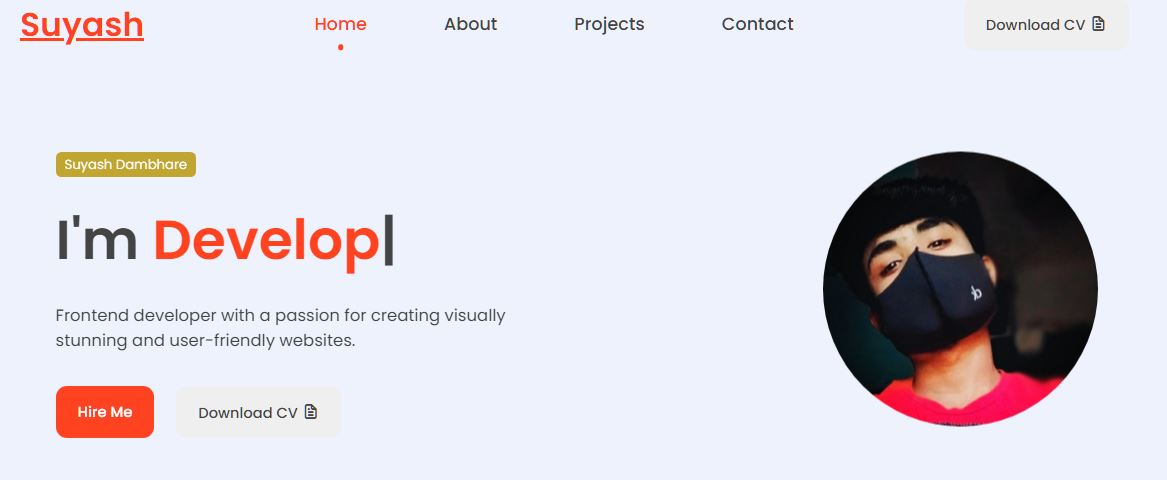 Suyash
Home
About
Projects
Contact
Download CV
Suyash Dambhare
I'm Develop|
Frontend developer with a passion for creating visually
stunning and user-friendly websites.
Hire Me
Download CV